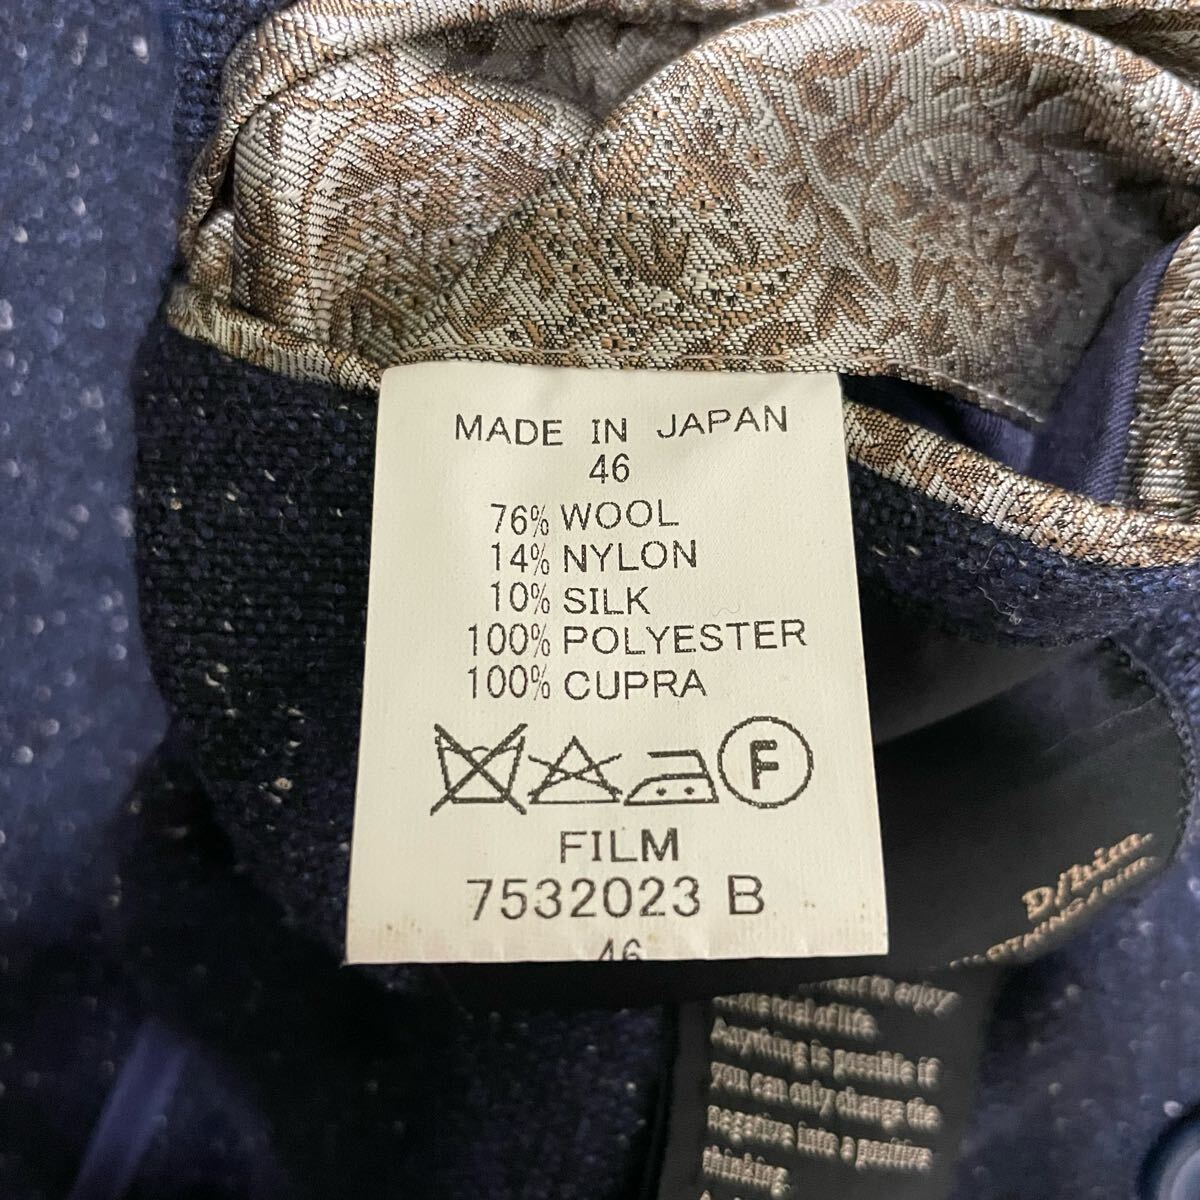 MADE IN JAPAN
46
76% WOOL
14% NYLON
10% SILK
100% POLYESTER
100% CUPRA
F
FILM
7532023 B
46
D/him.
to enjoy
trial of life.
Anything is possible if
you can only change the
negative into a positive
thinking.